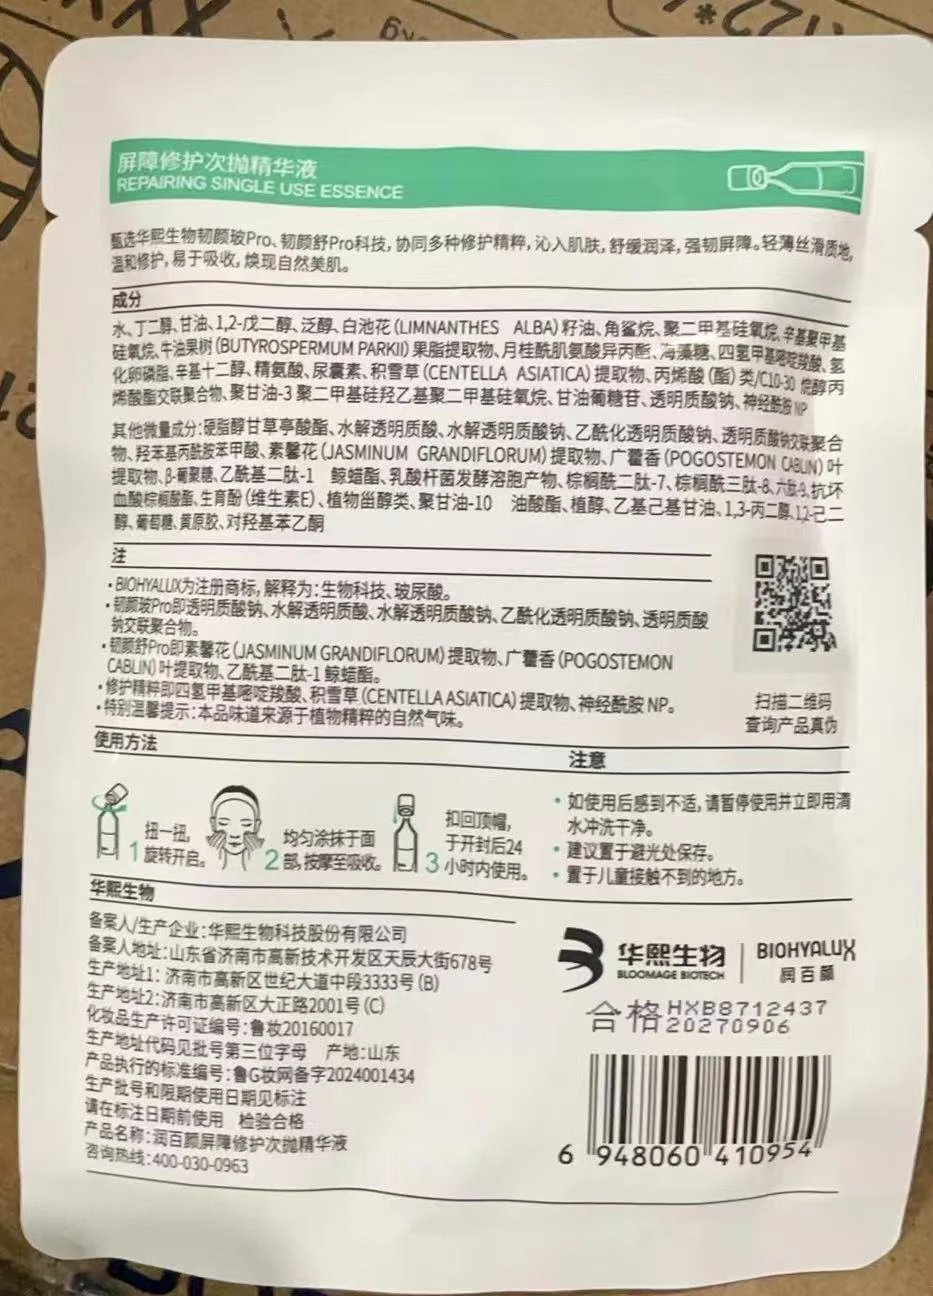 屏障修护次抛精华液
REPAIRING SINGLE USE ESSENCE
甄选华熙生物韧颜玻Pro、韧颜舒Pro科技,协同多种修护精粹,沁入肌肤,舒缓润泽,强韧屏障。轻薄丝滑质地,
温和修护,易于吸收,焕现自然美肌。
成分
水、丁二醇、甘油、1,2-戊二醇、泛醇、白池花(LIMNANTHES ALBA)籽油、角鲨烷、聚二甲基硅氧烷、辛基聚甲基
硅氧烷、牛油果树(BUTYROSPERMUM PARKII)果脂提取物、月桂酰肌氨酸异丙酯、海藻糖、四氢甲基嘧啶羧酸、氢
化卵磷脂、辛基十二醇、精氨酸、尿囊素、积雪草(CENTELLA ASIATICA)提取物、丙烯酸(酯)类/C10-30 烷醇丙
烯酸酯交联聚合物、聚甘油-3 聚二甲基硅羟乙基聚二甲基硅氧烷、甘油葡糖苷、透明质酸钠、神经酰胺 NP
其他微量成分:硬脂醇甘草亭酸酯、水解透明质酸、水解透明质酸钠、乙酰化透明质酸钠、透明质酸钠交联聚合
物、羟苯基丙酰胺苯甲酸、素馨花(JASMINUM GRANDIFLORUM)提取物、广藿香(POGOSTEMON CABLIN)叶
提取物、β-葡聚糖、乙酰基二肽-1 鲸蜡酯、乳酸杆菌发酵溶胞产物、棕榈酰二肽-7、棕榈酰三肽-8、六肽-9、抗坏
血酸棕榈酸酯、生育酚(维生素E)、植物甾醇类、聚甘油-10 油酸酯、植醇、乙基己基甘油、1,3-丙二醇、1,2-己二
醇、葡萄糖、黄原胶、对羟基苯乙酮
注
•BIOHYALUX为注册商标,解释为:生物科技、玻尿酸。
•韧颜玻Pro即透明质酸钠、水解透明质酸、水解透明质酸钠、乙酰化透明质酸钠、透明质酸
钠交联聚合物。
•韧颜舒Pro即素馨花(JASMINUM GRANDIFLORUM)提取物、广藿香(POGOSTEMON
CABLIN)叶提取物、乙酰基二肽-1 鲸蜡酯。
•修护精粹即四氢甲基嘧啶羧酸、积雪草(CENTELLA ASIATICA)提取物、神经酰胺 NP。
•特别温馨提示:本品味道来源于植物精粹的自然气味。
扫描二维码
查询产品真伪
使用方法
1 扭一扭,
旋转开启。
2 均匀涂抹于面
部,按摩至吸收。
3 扣回顶帽,
于开封后24
小时内使用。
注意
•如使用后感到不适,请暂停使用并立即用清
水冲洗干净。
•建议置于避光处保存。
•置于儿童接触不到的地方。
华熙生物
备案人/生产企业:华熙生物科技股份有限公司
备案人地址:山东省济南市高新技术开发区天辰大街678号
生产地址1:济南市高新区世纪大道中段3333号(B)
生产地址2:济南市高新区大正路2001号(C)
化妆品生产许可证编号:鲁妆20160017
生产地址代码见批号第三位字母 产地:山东
产品执行的标准编号:鲁G妆网备字2024001434
生产批号和限期使用日期见标注
请在标注日期前使用 检验合格
产品名称:润百颜屏障修护次抛精华液
咨询热线:400-030-0963
华熙生物
BLOOMAGE BIOTECH
BIOHYALUX
润百颜
合格 HXB8712437
20270906
6 948060 410954